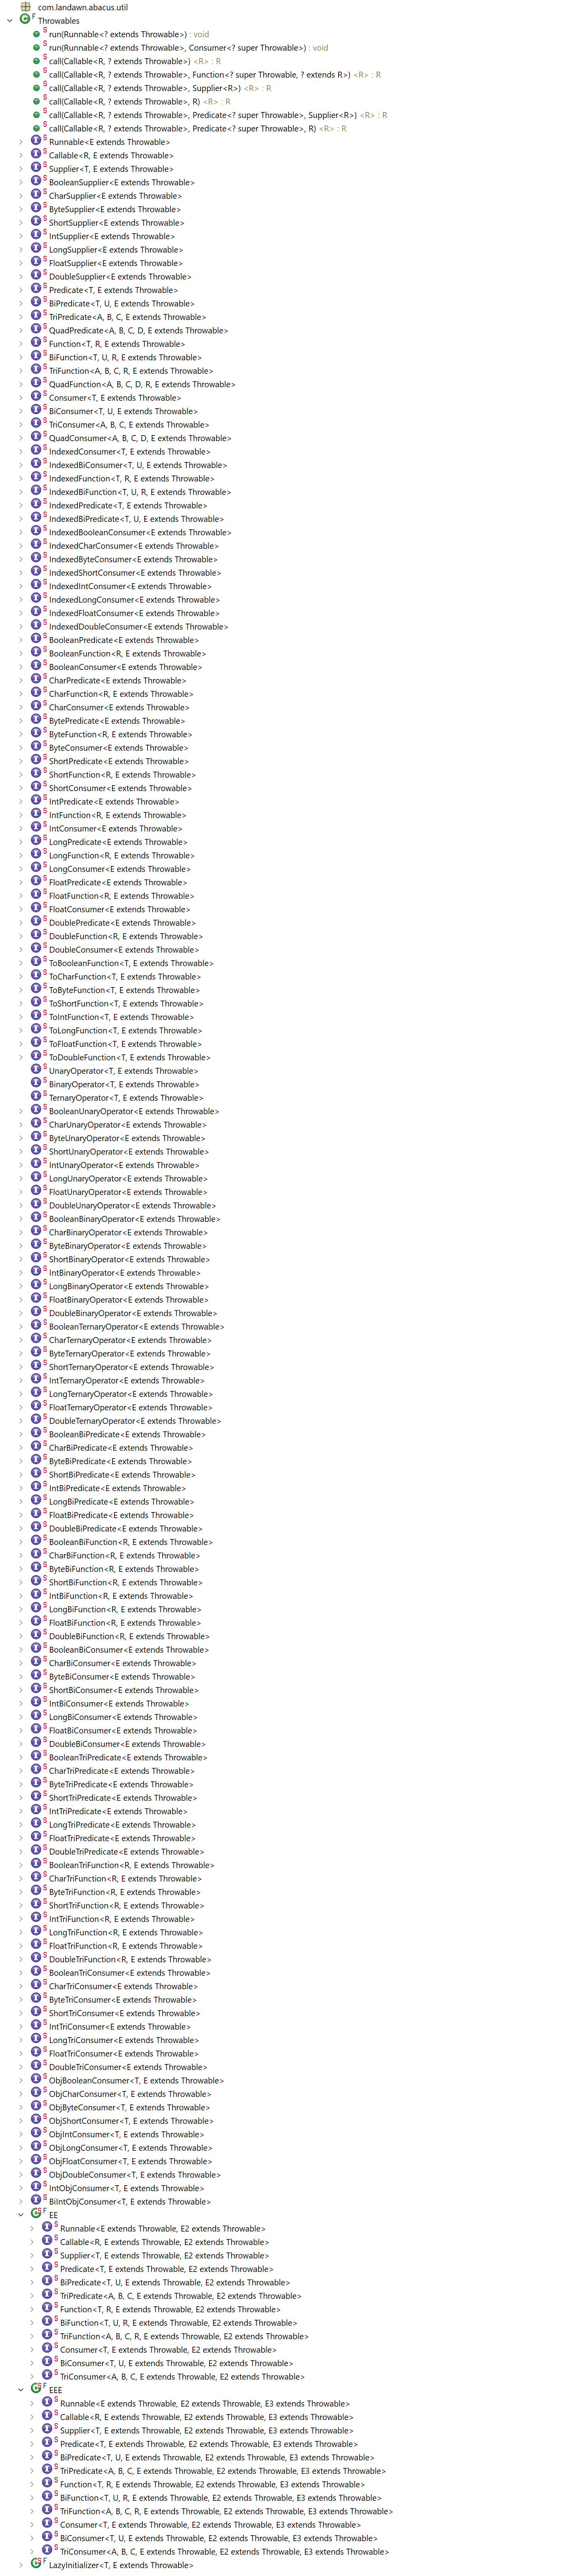 com.landawn.abacus.util
Throwables
run(Runnable<? extends Throwable>) : void
run(Runnable<? extends Throwable>, Consumer<? super Throwable>) : void
call(Callable<R, ? extends Throwable>) <R> : R
call(Callable<R, ? extends Throwable>, Function<? super Throwable, ? extends R>) <R> : R
call(Callable<R, ? extends Throwable>, Supplier<R>) <R> : R
call(Callable<R, ? extends Throwable>, R) <R> : R
call(Callable<R, ? extends Throwable>, Predicate<? super Throwable>, Supplier<R>) <R> : R
call(Callable<R, ? extends Throwable>, Predicate<? super Throwable>, R) <R> : R
Runnable<E extends Throwable>
Callable<R, E extends Throwable>
Supplier<T, E extends Throwable>
BooleanSupplier<E extends Throwable>
CharSupplier<E extends Throwable>
ByteSupplier<E extends Throwable>
ShortSupplier<E extends Throwable>
IntSupplier<E extends Throwable>
LongSupplier<E extends Throwable>
FloatSupplier<E extends Throwable>
DoubleSupplier<E extends Throwable>
Predicate<T, E extends Throwable>
BiPredicate<T, U, E extends Throwable>
TriPredicate<A, B, C, E extends Throwable>
QuadPredicate<A, B, C, D, E extends Throwable>
Function<T, R, E extends Throwable>
BiFunction<T, U, R, E extends Throwable>
TriFunction<A, B, C, R, E extends Throwable>
QuadFunction<A, B, C, D, R, E extends Throwable>
Consumer<T, E extends Throwable>
BiConsumer<T, U, E extends Throwable>
TriConsumer<A, B, C, E extends Throwable>
QuadConsumer<A, B, C, D, E extends Throwable>
IndexedConsumer<T, E extends Throwable>
IndexedBiConsumer<T, U, E extends Throwable>
IndexedFunction<T, R, E extends Throwable>
IndexedBiFunction<T, U, R, E extends Throwable>
IndexedPredicate<T, E extends Throwable>
IndexedBiPredicate<T, U, E extends Throwable>
IndexedBooleanConsumer<E extends Throwable>
IndexedCharConsumer<E extends Throwable>
IndexedByteConsumer<E extends Throwable>
IndexedShortConsumer<E extends Throwable>
IndexedIntConsumer<E extends Throwable>
IndexedLongConsumer<E extends Throwable>
IndexedFloatConsumer<E extends Throwable>
IndexedDoubleConsumer<E extends Throwable>
BooleanPredicate<E extends Throwable>
BooleanFunction<R, E extends Throwable>
BooleanConsumer<E extends Throwable>
CharPredicate<E extends Throwable>
CharFunction<R, E extends Throwable>
CharConsumer<E extends Throwable>
BytePredicate<E extends Throwable>
ByteFunction<R, E extends Throwable>
ByteConsumer<E extends Throwable>
ShortPredicate<E extends Throwable>
ShortFunction<R, E extends Throwable>
ShortConsumer<E extends Throwable>
IntPredicate<E extends Throwable>
IntFunction<R, E extends Throwable>
IntConsumer<E extends Throwable>
LongPredicate<E extends Throwable>
LongFunction<R, E extends Throwable>
LongConsumer<E extends Throwable>
FloatPredicate<E extends Throwable>
FloatFunction<R, E extends Throwable>
FloatConsumer<E extends Throwable>
DoublePredicate<E extends Throwable>
DoubleFunction<R, E extends Throwable>
DoubleConsumer<E extends Throwable>
ToBooleanFunction<T, E extends Throwable>
ToCharFunction<T, E extends Throwable>
ToByteFunction<T, E extends Throwable>
ToShortFunction<T, E extends Throwable>
ToIntFunction<T, E extends Throwable>
ToLongFunction<T, E extends Throwable>
ToFloatFunction<T, E extends Throwable>
ToDoubleFunction<T, E extends Throwable>
UnaryOperator<T, E extends Throwable>
BinaryOperator<T, E extends Throwable>
TernaryOperator<T, E extends Throwable>
BooleanUnaryOperator<E extends Throwable>
CharUnaryOperator<E extends Throwable>
ByteUnaryOperator<E extends Throwable>
ShortUnaryOperator<E extends Throwable>
IntUnaryOperator<E extends Throwable>
LongUnaryOperator<E extends Throwable>
FloatUnaryOperator<E extends Throwable>
DoubleUnaryOperator<E extends Throwable>
BooleanBinaryOperator<E extends Throwable>
CharBinaryOperator<E extends Throwable>
ByteBinaryOperator<E extends Throwable>
ShortBinaryOperator<E extends Throwable>
IntBinaryOperator<E extends Throwable>
LongBinaryOperator<E extends Throwable>
FloatBinaryOperator<E extends Throwable>
DoubleBinaryOperator<E extends Throwable>
BooleanTernaryOperator<E extends Throwable>
CharTernaryOperator<E extends Throwable>
ByteTernaryOperator<E extends Throwable>
ShortTernaryOperator<E extends Throwable>
IntTernaryOperator<E extends Throwable>
LongTernaryOperator<E extends Throwable>
FloatTernaryOperator<E extends Throwable>
DoubleTernaryOperator<E extends Throwable>
BooleanBiPredicate<E extends Throwable>
CharBiPredicate<E extends Throwable>
ByteBiPredicate<E extends Throwable>
ShortBiPredicate<E extends Throwable>
IntBiPredicate<E extends Throwable>
LongBiPredicate<E extends Throwable>
FloatBiPredicate<E extends Throwable>
DoubleBiPredicate<E extends Throwable>
BooleanBiFunction<R, E extends Throwable>
CharBiFunction<R, E extends Throwable>
ByteBiFunction<R, E extends Throwable>
ShortBiFunction<R, E extends Throwable>
IntBiFunction<R, E extends Throwable>
LongBiFunction<R, E extends Throwable>
FloatBiFunction<R, E extends Throwable>
DoubleBiFunction<R, E extends Throwable>
BooleanBiConsumer<E extends Throwable>
CharBiConsumer<E extends Throwable>
ByteBiConsumer<E extends Throwable>
ShortBiConsumer<E extends Throwable>
IntBiConsumer<E extends Throwable>
LongBiConsumer<E extends Throwable>
FloatBiConsumer<E extends Throwable>
DoubleBiConsumer<E extends Throwable>
BooleanTriPredicate<E extends Throwable>
CharTriPredicate<E extends Throwable>
ByteTriPredicate<E extends Throwable>
ShortTriPredicate<E extends Throwable>
IntTriPredicate<E extends Throwable>
LongTriPredicate<E extends Throwable>
FloatTriPredicate<E extends Throwable>
DoubleTriPredicate<E extends Throwable>
BooleanTriFunction<R, E extends Throwable>
CharTriFunction<R, E extends Throwable>
ByteTriFunction<R, E extends Throwable>
ShortTriFunction<R, E extends Throwable>
IntTriFunction<R, E extends Throwable>
LongTriFunction<R, E extends Throwable>
FloatTriFunction<R, E extends Throwable>
DoubleTriFunction<R, E extends Throwable>
BooleanTriConsumer<E extends Throwable>
CharTriConsumer<E extends Throwable>
ByteTriConsumer<E extends Throwable>
ShortTriConsumer<E extends Throwable>
IntTriConsumer<E extends Throwable>
LongTriConsumer<E extends Throwable>
FloatTriConsumer<E extends Throwable>
DoubleTriConsumer<E extends Throwable>
ObjBooleanConsumer<T, E extends Throwable>
ObjCharConsumer<T, E extends Throwable>
ObjByteConsumer<T, E extends Throwable>
ObjShortConsumer<T, E extends Throwable>
ObjIntConsumer<T, E extends Throwable>
ObjLongConsumer<T, E extends Throwable>
ObjFloatConsumer<T, E extends Throwable>
ObjDoubleConsumer<T, E extends Throwable>
IntObjConsumer<T, E extends Throwable>
BiIntObjConsumer<T, E extends Throwable>
EE
Runnable<E extends Throwable, E2 extends Throwable>
Callable<R, E extends Throwable, E2 extends Throwable>
Supplier<T, E extends Throwable, E2 extends Throwable>
Predicate<T, E extends Throwable, E2 extends Throwable>
BiPredicate<T, U, E extends Throwable, E2 extends Throwable>
TriPredicate<A, B, C, E extends Throwable, E2 extends Throwable>
Function<T, R, E extends Throwable, E2 extends Throwable>
BiFunction<T, U, R, E extends Throwable, E2 extends Throwable>
TriFunction<A, B, C, R, E extends Throwable, E2 extends Throwable>
Consumer<T, E extends Throwable, E2 extends Throwable>
BiConsumer<T, U, E extends Throwable, E2 extends Throwable>
TriConsumer<A, B, C, E extends Throwable, E2 extends Throwable>
EEE
Runnable<E extends Throwable, E2 extends Throwable, E3 extends Throwable>
Callable<R, E extends Throwable, E2 extends Throwable, E3 extends Throwable>
Supplier<T, E extends Throwable, E2 extends Throwable, E3 extends Throwable>
Predicate<T, E extends Throwable, E2 extends Throwable, E3 extends Throwable>
BiPredicate<T, U, E extends Throwable, E2 extends Throwable, E3 extends Throwable>
TriPredicate<A, B, C, E extends Throwable, E2 extends Throwable, E3 extends Throwable>
Function<T, R, E extends Throwable, E2 extends Throwable, E3 extends Throwable>
BiFunction<T, U, R, E extends Throwable, E2 extends Throwable, E3 extends Throwable>
TriFunction<A, B, C, R, E extends Throwable, E2 extends Throwable, E3 extends Throwable>
Consumer<T, E extends Throwable, E2 extends Throwable, E3 extends Throwable>
BiConsumer<T, U, E extends Throwable, E2 extends Throwable, E3 extends Throwable>
TriConsumer<A, B, C, E extends Throwable, E2 extends Throwable, E3 extends Throwable>
LazyInitializer<T, E extends Throwable>